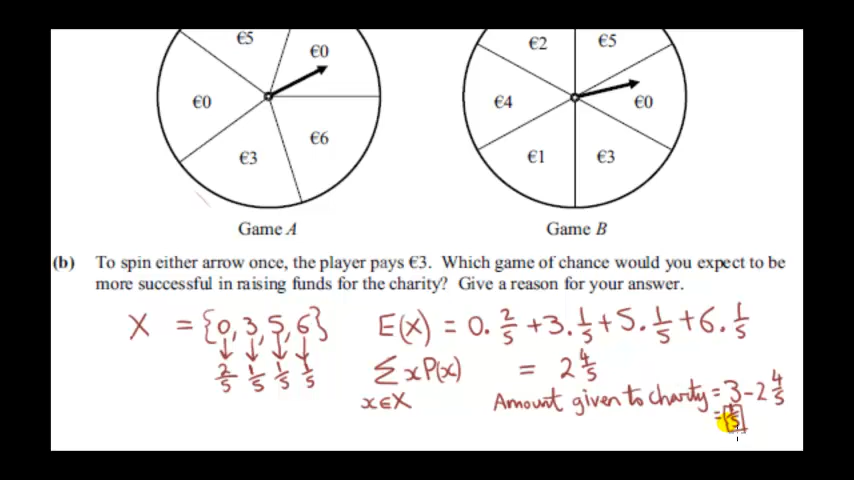 €5 €0 €2 €5
€0 €4 €0
€6
€3 €1 €3
Game A Game B
(b) To spin either arrow once, the player pays €3. Which game of chance would you expect to be
more successful in raising funds for the charity? Give a reason for your answer.
X = {0, 3, 5, 6} E(X) = 0. 2/5 + 3. 1/5 + 5. 1/5 + 6. 1/5
2/5 1/5 1/5 1/5 ∑ x P(x) = 2 4/5
x∈X Amount given to charity = 3 - 2 4/5
= 1/5